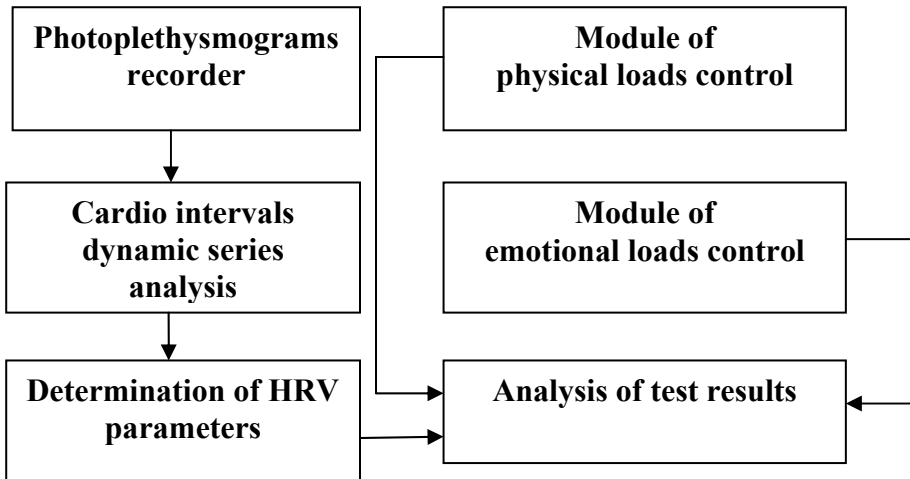 Photoplethysmograms
recorder
Module of
physical loads control
Cardio intervals
dynamic series
analysis
Module of
emotional loads control
Determination of HRV
parameters
Analysis of test results